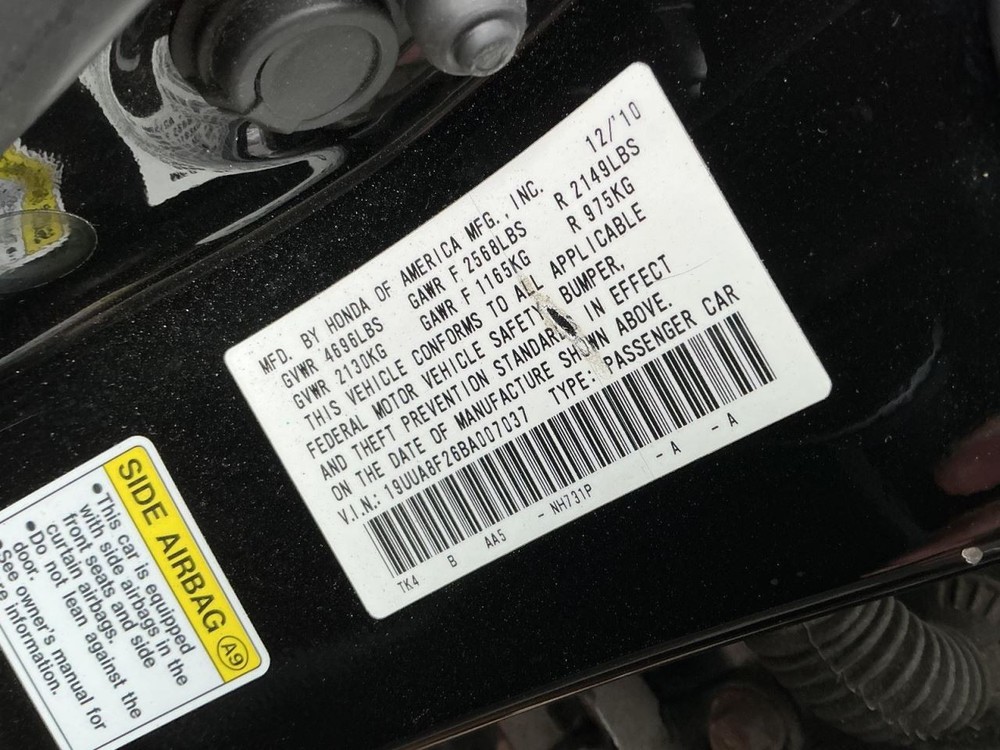 MFD. BY HONDA OF AMERICA MFG., INC. 12/'10
GVWR 4696LBS GAWR F 2568LBS R 2149LBS
GVWR 2130KG GAWR F 1165KG R 975KG
THIS VEHICLE CONFORMS TO ALL APPLICABLE
FEDERAL MOTOR VEHICLE SAFETY, BUMPER,
AND THEFT PREVENTION STANDARDS IN EFFECT
ON THE DATE OF MANUFACTURE SHOWN ABOVE.
V.I.N.: 19UUA8F26BA007037 TYPE: PASSENGER CAR
TK4 B AA5 - NH731P - A - A
SIDE AIRBAG A9
•This car is equipped
with side airbags in the
front seats and side
curtain airbags.
•Do not lean against the
door.
•See owner's manual for
information.